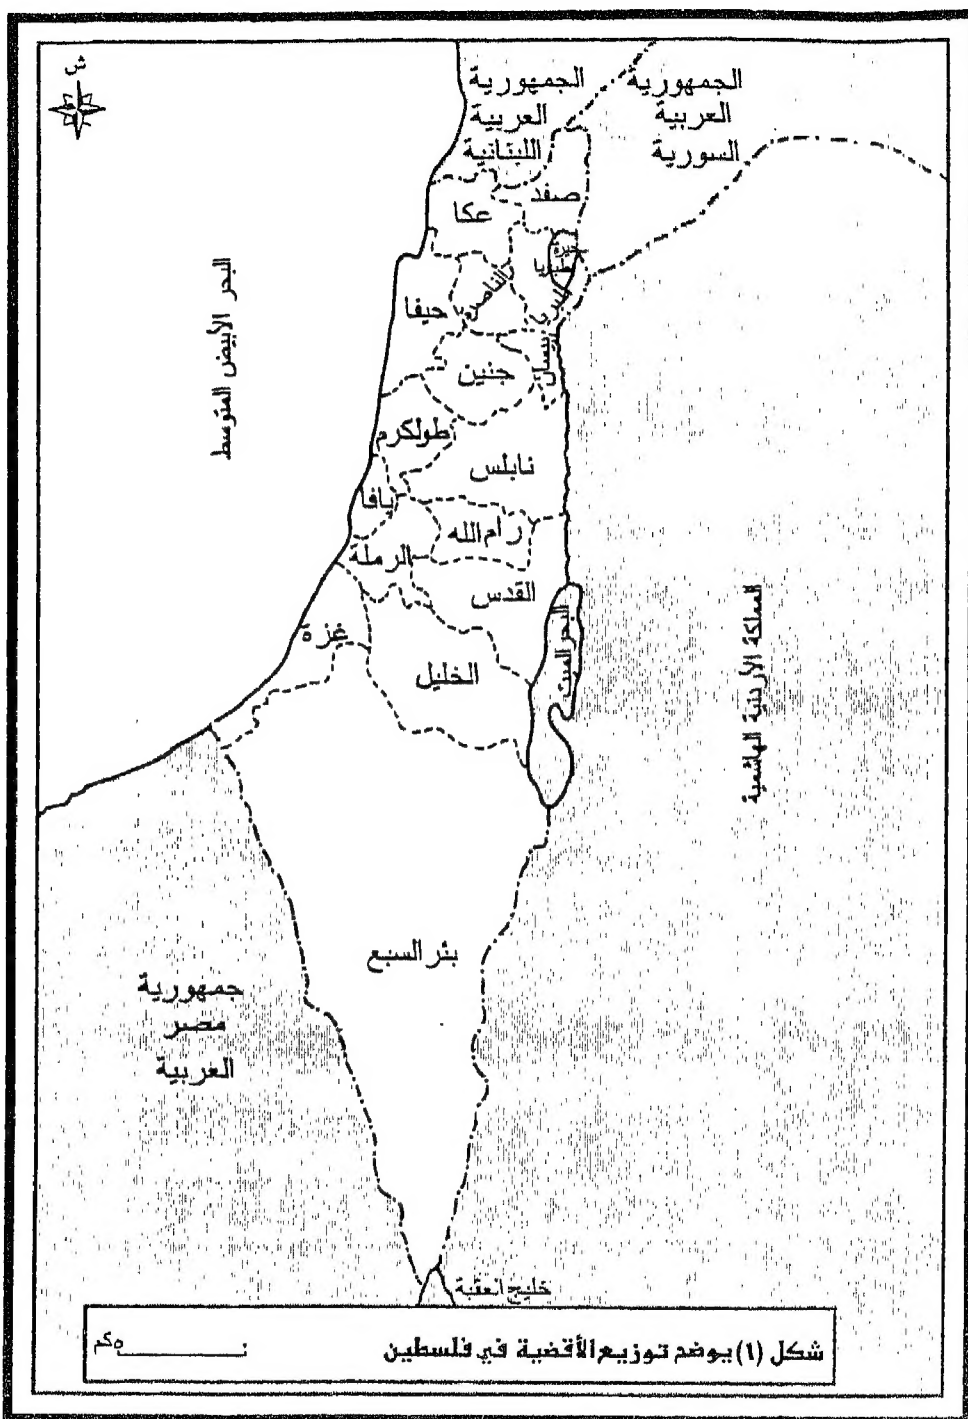 ش
الجمهورية
العربية
اللبنانية
الجمهورية
العربية
السورية
صفد
عكا
بحيرة
طبريا
طبريا
الناصرة
حيفا
بيسان
جنين
البحر الأبيض المتوسط
طولكرم
نابلس
يافا
رام الله
الرملة
القدس
غزة
الخليل
البحر الميت
المملكة الأردنية الهاشمية
بئر السبع
جمهورية
مصر
العربية
خليج العقبة
شكل (١) يوضح توزيع الأقضية في فلسطين